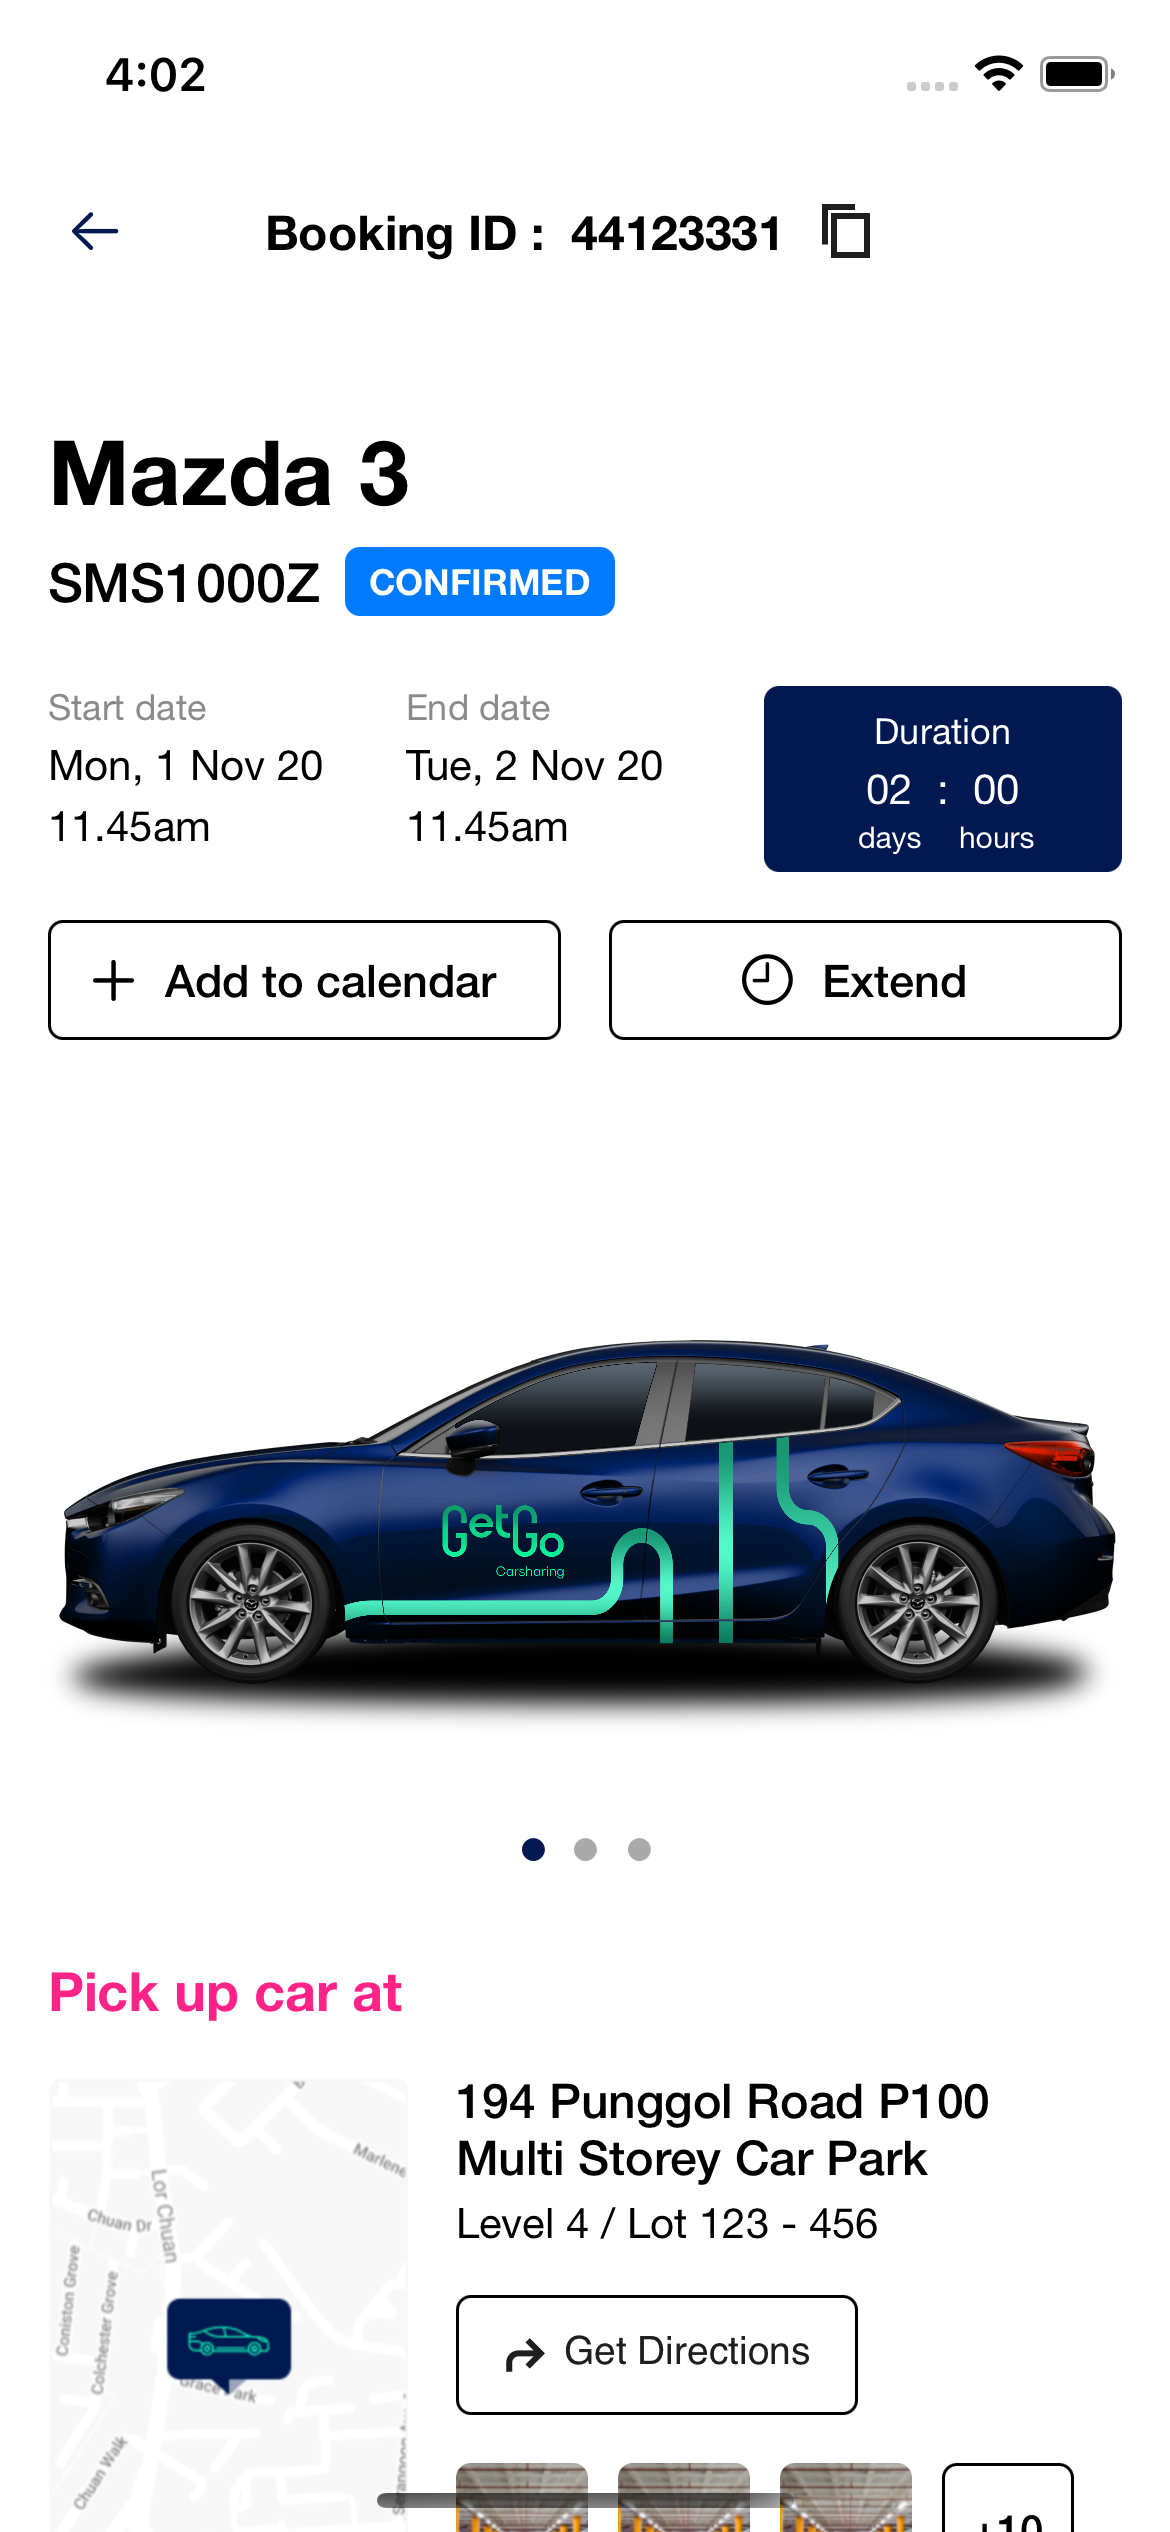 4:02
Booking ID : 44123331
Mazda 3
SMS1000Z CONFIRMED
Start date End date Duration
Mon, 1 Nov 20 Tue, 2 Nov 20 02 : 00
11.45am 11.45am days hours
Add to calendar Extend
GetGo
Carsharing
Pick up car at
194 Punggol Road P100
Multi Storey Car Park
Level 4 / Lot 123 - 456
Get Directions
Marlene
Lor Chuan
Chuan Dr
Coniston Grove
Colchester Grove
Chuan Walk
+10